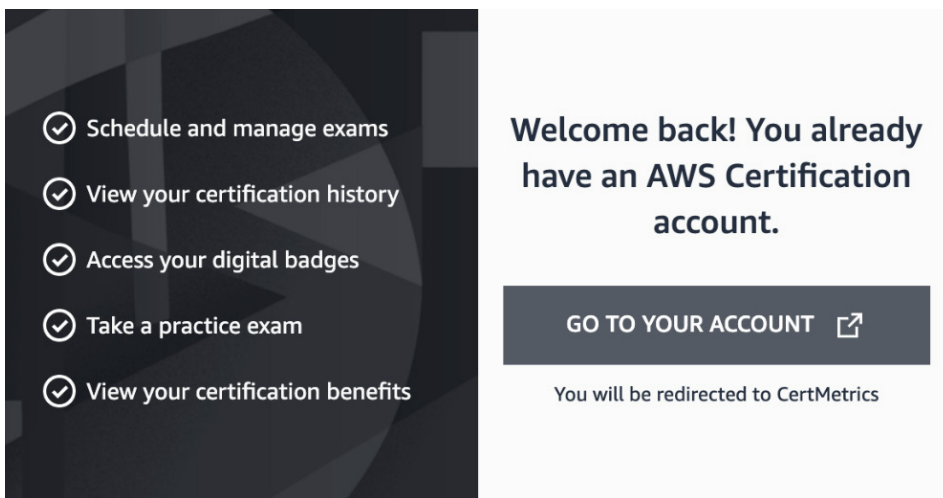 Schedule and manage exams
View your certification history
Access your digital badges
Take a practice exam
View your certification benefits
Welcome back! You already
have an AWS Certification
account.
GO TO YOUR ACCOUNT
You will be redirected to CertMetrics